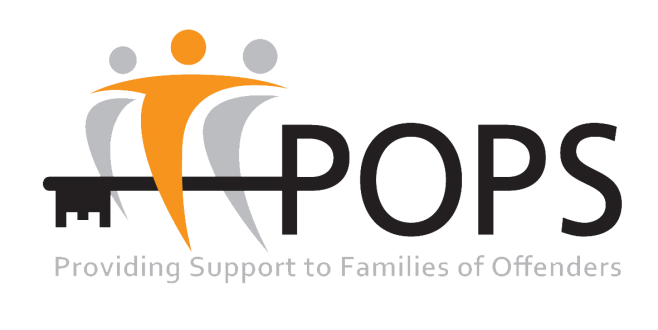 POPS
Providing Support to Families of Offenders